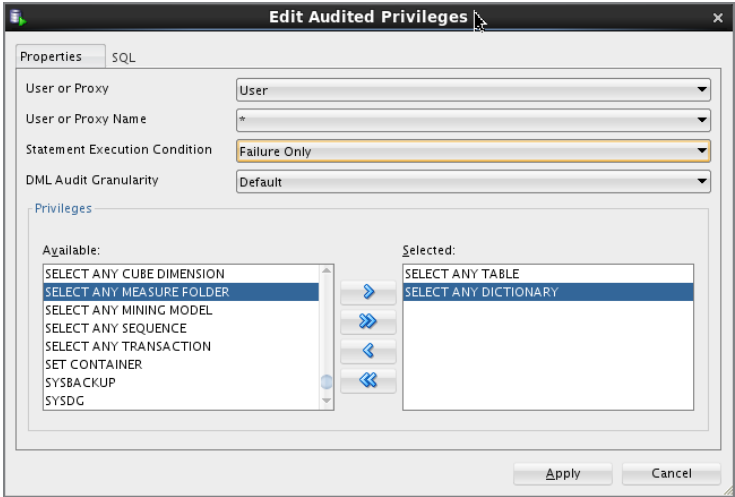 Edit Audited Privileges
Properties SQL
User or Proxy User
User or Proxy Name *
Statement Execution Condition Failure Only
DML Audit Granularity Default
Privileges
Available: Selected:
SELECT ANY CUBE DIMENSION SELECT ANY TABLE
SELECT ANY MEASURE FOLDER SELECT ANY DICTIONARY
SELECT ANY MINING MODEL
SELECT ANY SEQUENCE
SELECT ANY TRANSACTION
SET CONTAINER
SYSBACKUP
SYSDG
Apply Cancel